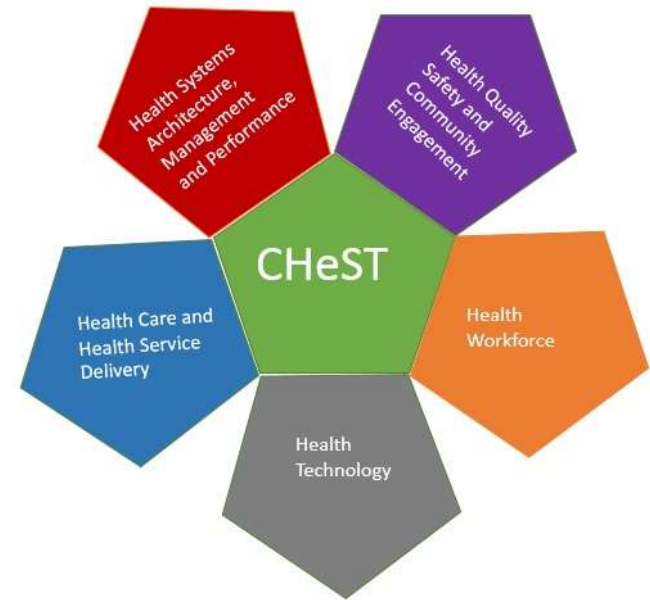 Health Systems
Architecture,
Management
and Performance
Health Quality
Safety and
Community
Engagement
CHeST
Health Care and
Health Service
Delivery
Health
Workforce
Health
Technology